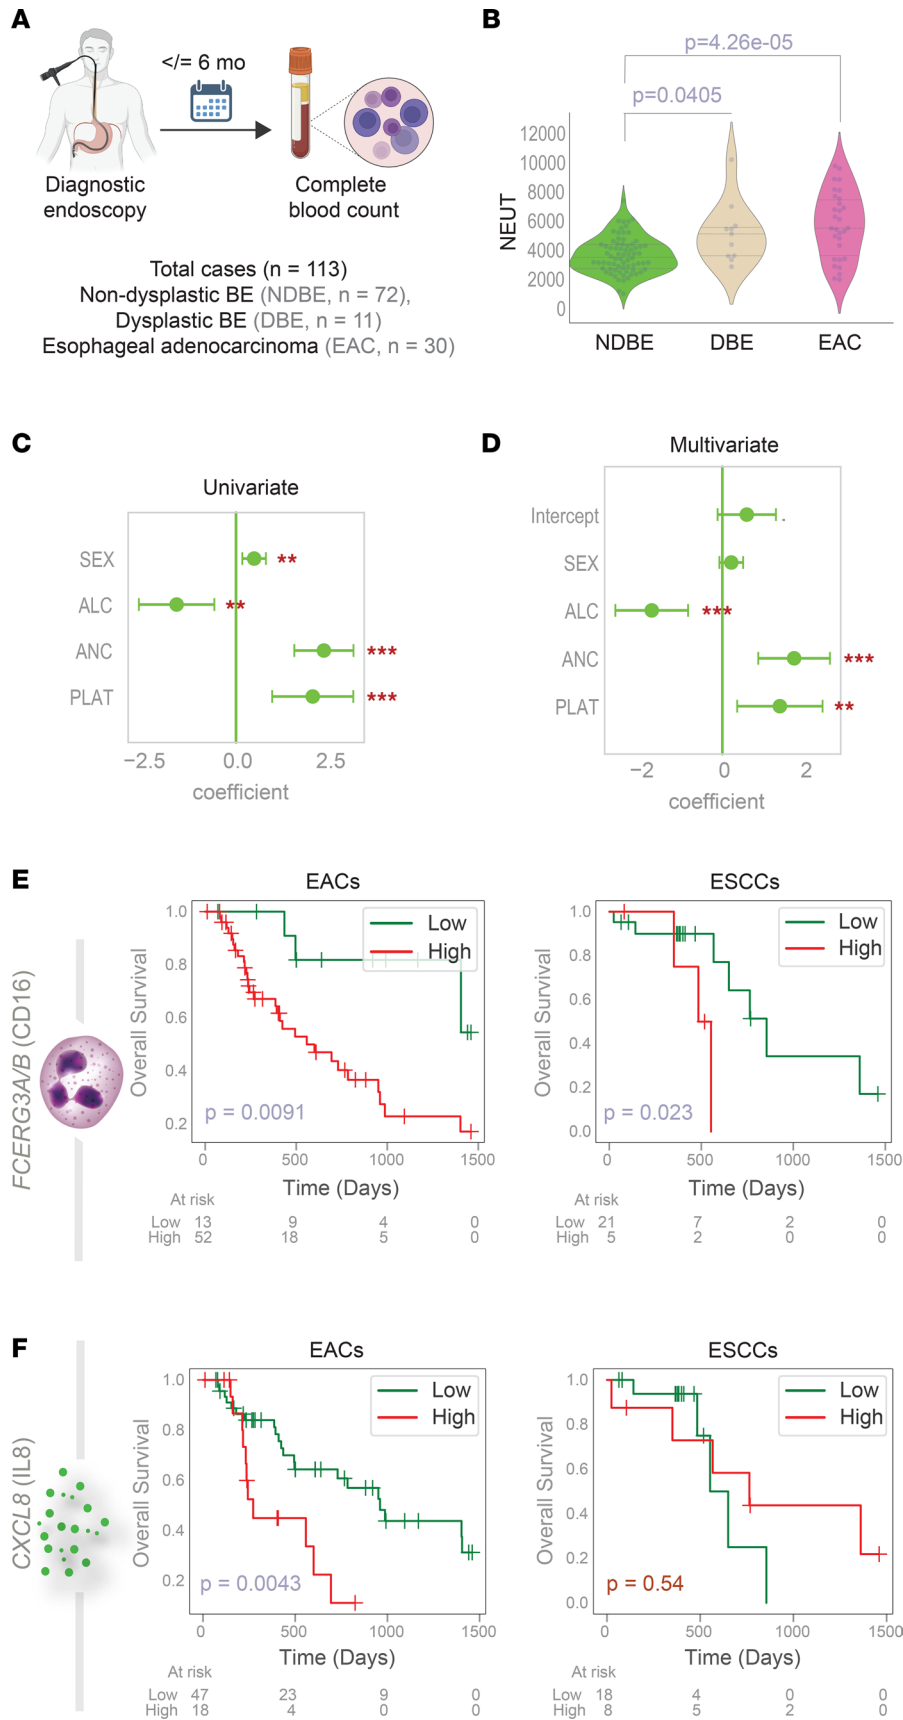 A
</= 6 mo
Diagnostic
endoscopy
Complete
blood count
Total cases (n = 113)
Non-dysplastic BE (NDBE, n = 72),
Dysplastic BE (DBE, n = 11)
Esophageal adenocarcinoma (EAC, n = 30)
B
p=4.26e-05
p=0.0405
NEUT
12000
10000
8000
6000
4000
2000
0
NDBE DBE EAC
C
Univariate
SEX **
ALC **
ANC ***
PLAT ***
−2.5 0.0 2.5
coefficient
D
Multivariate
Intercept .
SEX
ALC ***
ANC ***
PLAT **
−2 0 2
coefficient
E
FCERG3A/B (CD16)
EACs
Overall Survival
1.0
0.8
0.6
0.4
0.2
Low
High
p = 0.0091
0 500 1000 1500
Time (Days)
At risk
Low 13 9 4 0
High 52 18 5 0
ESCCs
Overall Survival
1.0
0.8
0.6
0.4
0.2
0.0
Low
High
p = 0.023
0 500 1000 1500
Time (Days)
At risk
Low 21 7 2 0
High 5 2 0 0
F
CXCL8 (IL8)
EACs
Overall Survival
1.0
0.8
0.6
0.4
0.2
Low
High
p = 0.0043
0 500 1000 1500
Time (Days)
At risk
Low 47 23 9 0
High 18 4 0 0
ESCCs
Overall Survival
1.0
0.8
0.6
0.4
0.2
0.0
Low
High
p = 0.54
0 500 1000 1500
Time (Days)
At risk
Low 18 4 0 0
High 8 5 2 0